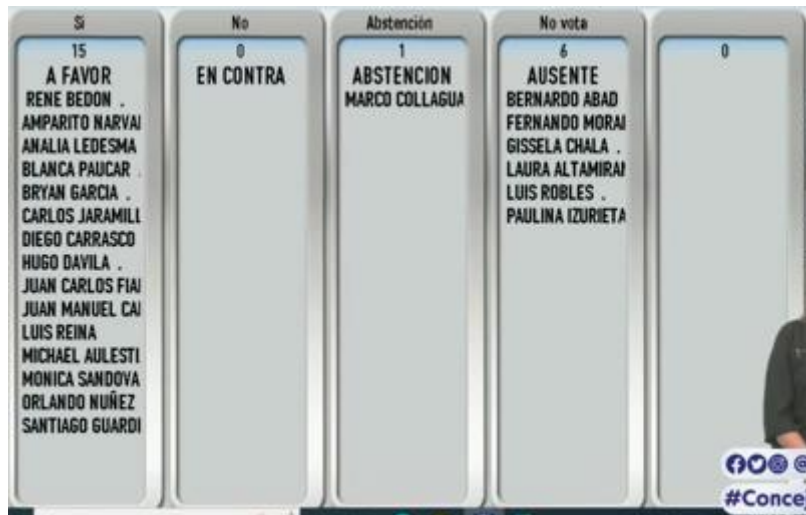 Si
15
A FAVOR
RENE BEDON .
AMPARITO NARVAI
ANALIA LEDESMA
BLANCA PAUCAR .
BRYAN GARCIA .
CARLOS JARAMILL
DIEGO CARRASCO
HUGO DAVILA .
JUAN CARLOS FIAI
JUAN MANUEL CAI
LUIS REINA
MICHAEL AULESTI
MONICA SANDOVA
ORLANDO NUÑEZ
SANTIAGO GUARDI
No
0
EN CONTRA
Abstención
1
ABSTENCION
MARCO COLLAGUA
No vota
6
AUSENTE
BERNARDO ABAD
FERNANDO MORAI
GISSELA CHALA .
LAURA ALTAMIRAI
LUIS ROBLES .
PAULINA IZURIETA
0
#Conce